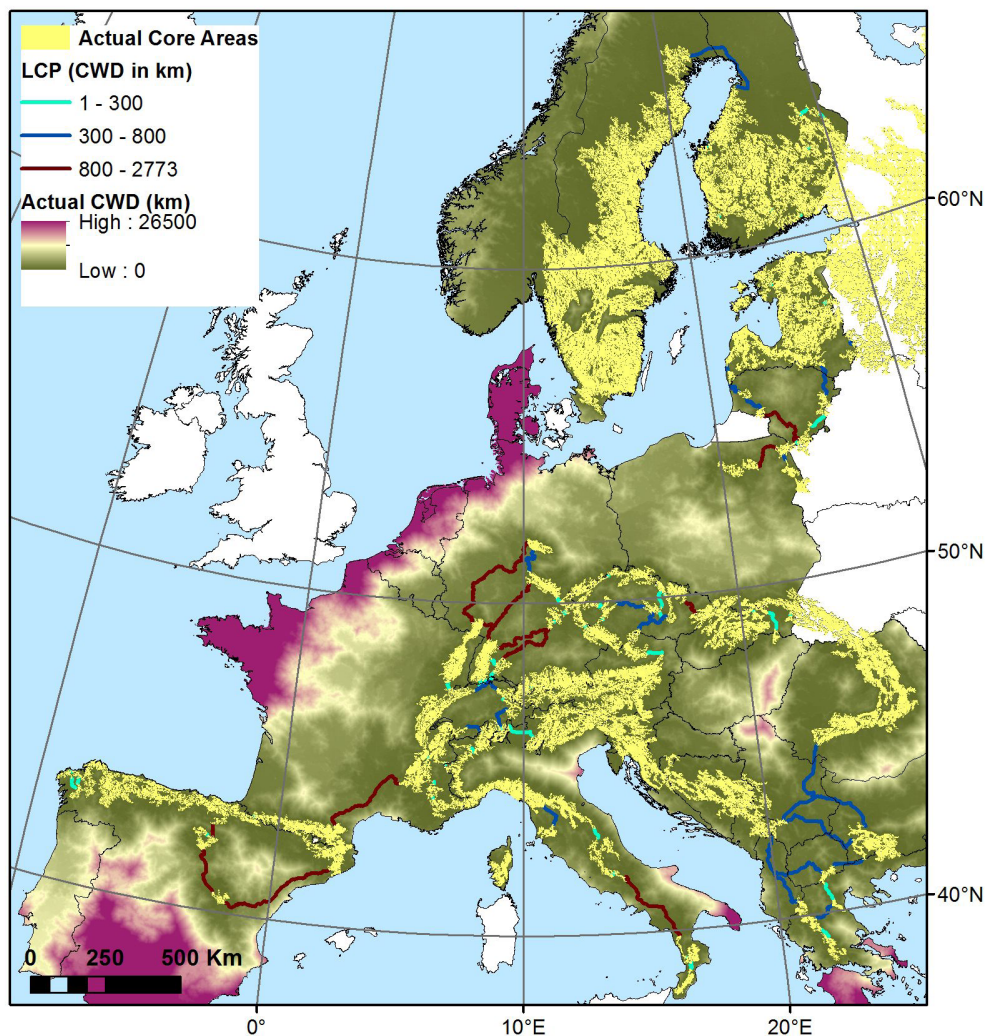 Actual Core Areas
LCP (CWD in km)
1 - 300
300 - 800
800 - 2773
Actual CWD (km)
High : 26500
Low : 0
60°N
50°N
40°N
0 250 500 Km
0° 10°E 20°E